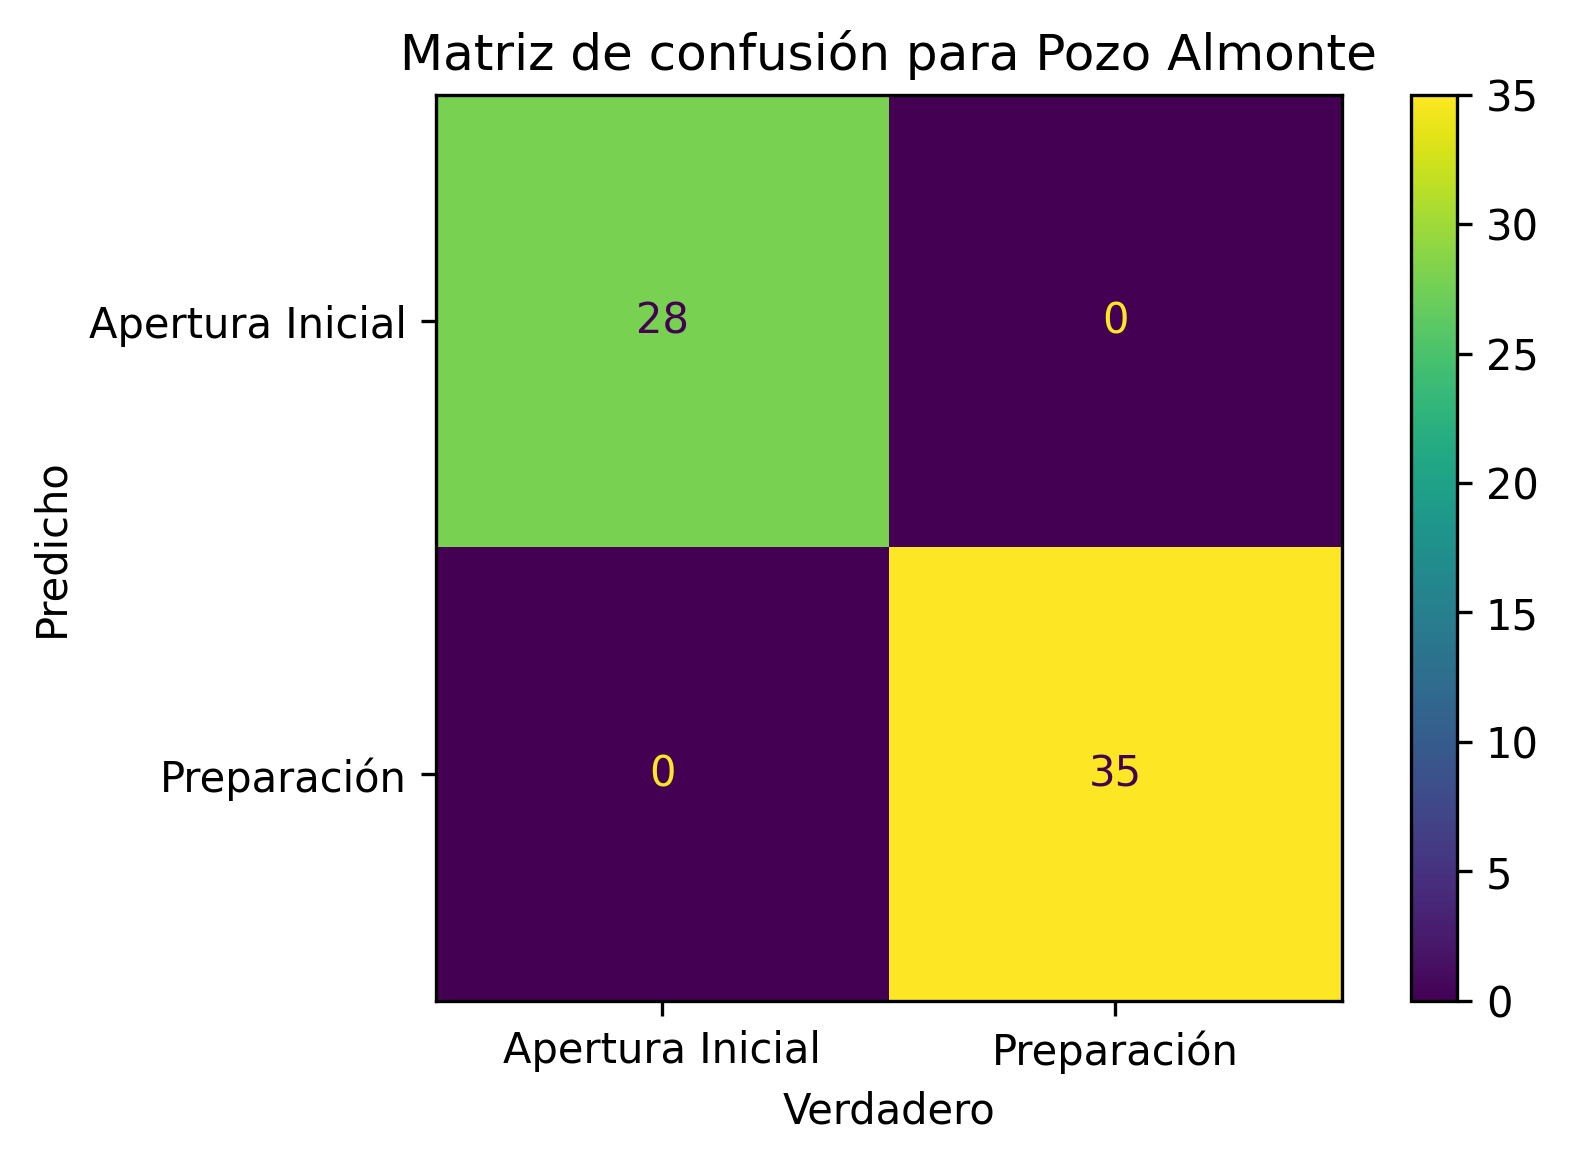 Matriz de confusión para Pozo Almonte
Predicho
Apertura Inicial
28
0
Preparación
0
35
Apertura Inicial
Preparación
Verdadero
35
30
25
20
15
10
5
0